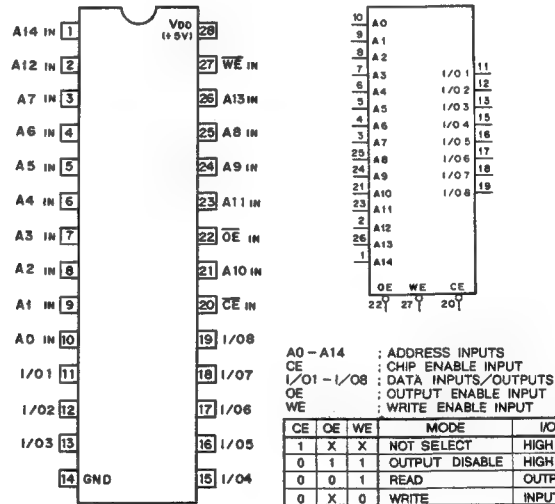 A14 IN 1
VDD (+5V) 28
A12 IN 2
27 W̅E̅ IN
A7 IN 3
26 A13 IN
A6 IN 4
25 A8 IN
A5 IN 5
24 A9 IN
A4 IN 6
23 A11 IN
A3 IN 7
22 O̅E̅ IN
A2 IN 8
21 A10 IN
A1 IN 9
20 C̅E̅ IN
A0 IN 10
19 I/O8
I/O1 11
18 I/O7
I/O2 12
17 I/O6
I/O3 13
16 I/O5
14 GND
15 I/O4
10 A0
9 A1
8 A2
7 A3
6 A4
5 A5
4 A6
3 A7
25 A8
24 A9
21 A10
23 A11
2 A12
26 A13
1 A14
I/O1 11
I/O2 12
I/O3 13
I/O4 15
I/O5 16
I/O6 17
I/O7 18
I/O8 19
OE WE CE
22 27 20
A0 - A14 ; ADDRESS INPUTS
CE ; CHIP ENABLE INPUT
I/O1 - I/O8 ; DATA INPUTS/OUTPUTS
OE ; OUTPUT ENABLE INPUT
WE ; WRITE ENABLE INPUT
CE OE WE MODE I/O
1 X X NOT SELECT HIGH
0 1 1 OUTPUT DISABLE HIGH
0 0 1 READ OUTP
0 X 0 WRITE INPU